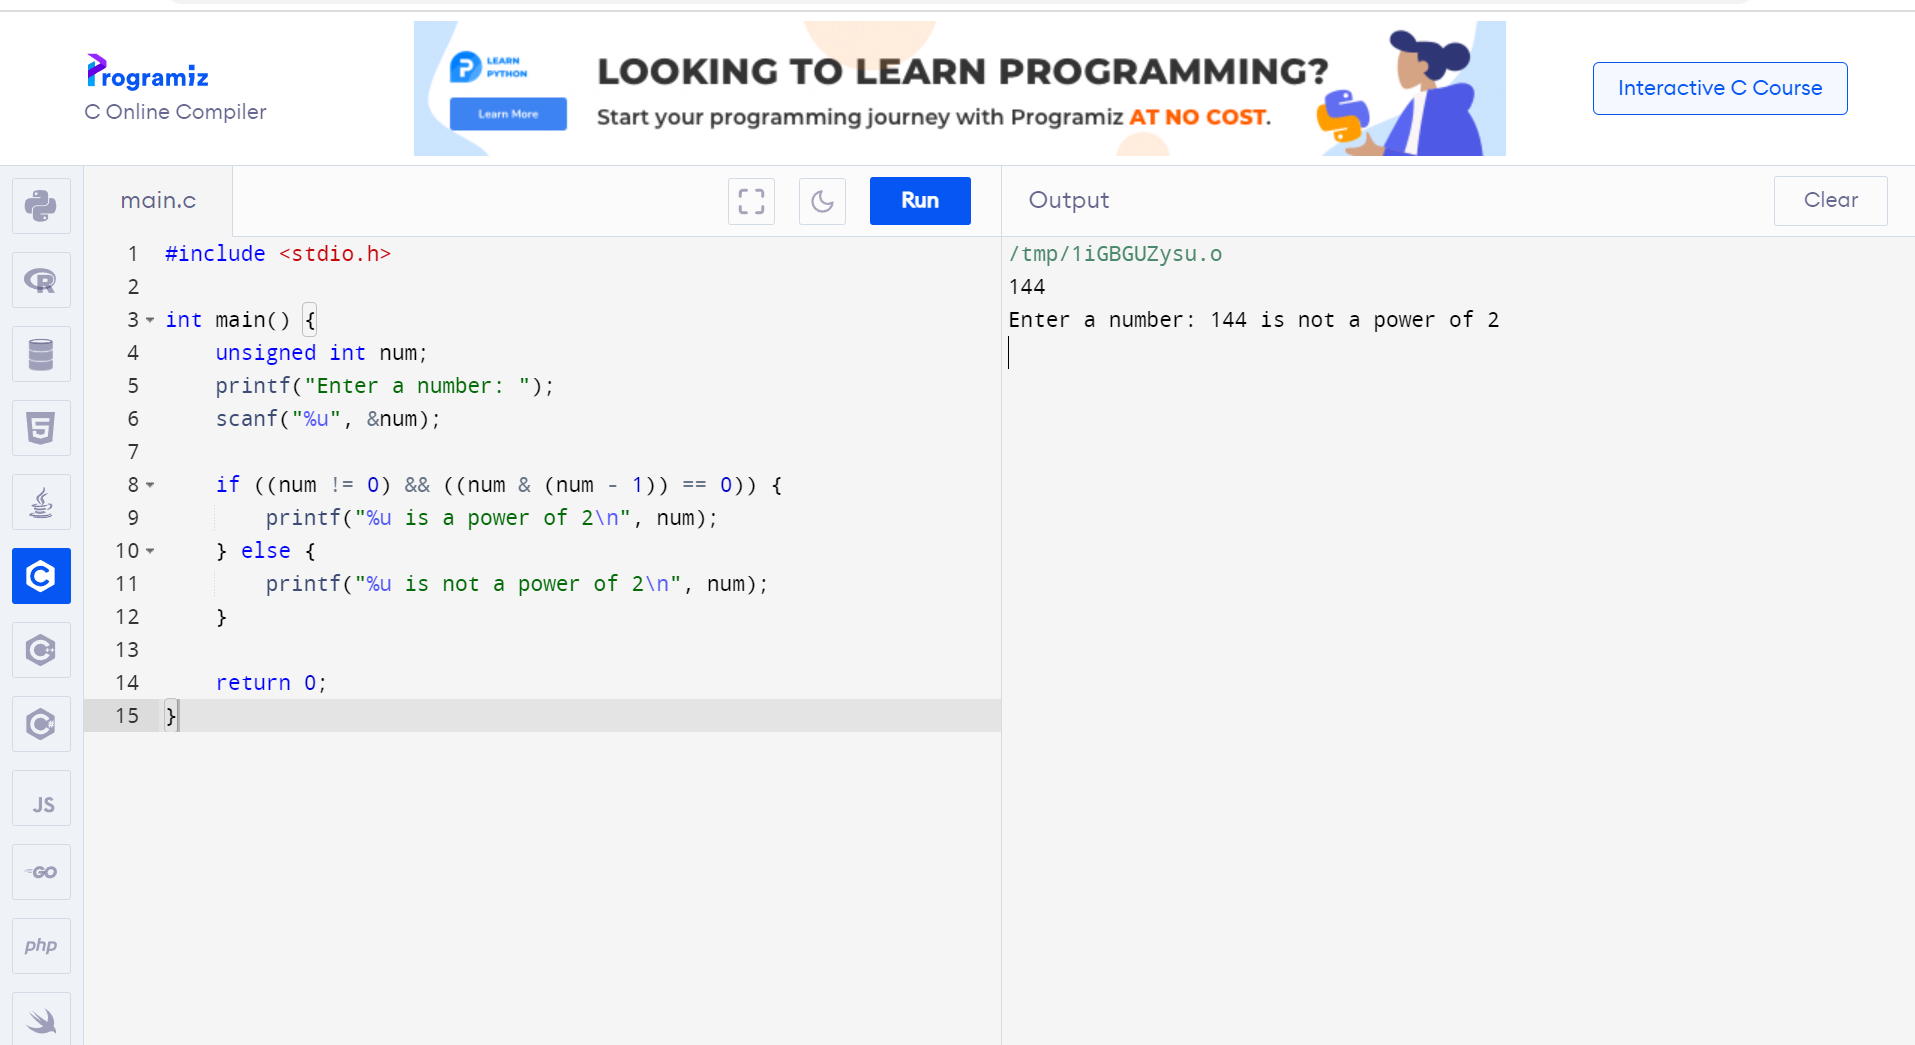 Programiz
C Online Compiler
LEARN
PYTHON
Learn More
LOOKING TO LEARN PROGRAMMING?
Start your programming journey with Programiz AT NO COST.
Interactive C Course
main.c
Run
Output
Clear
1 #include <stdio.h>
2
3 int main() {
4     unsigned int num;
5     printf("Enter a number: ");
6     scanf("%u", &num);
7
8     if ((num != 0) && ((num & (num - 1)) == 0)) {
9         printf("%u is a power of 2\n", num);
10     } else {
11         printf("%u is not a power of 2\n", num);
12     }
13
14     return 0;
15 }
/tmp/1iGBGUZysu.o
144
Enter a number: 144 is not a power of 2
R
5
C
C++
C#
JS
GO
php